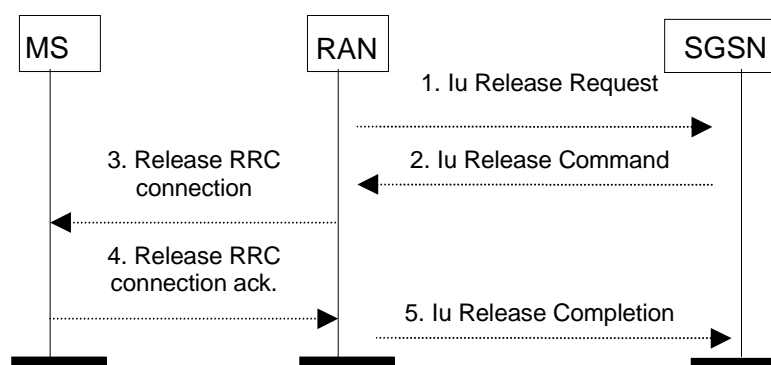 MS
RAN
SGSN
1. Iu Release Request
2. Iu Release Command
3. Release RRC
connection
4. Release RRC
connection ack.
5. Iu Release Completion